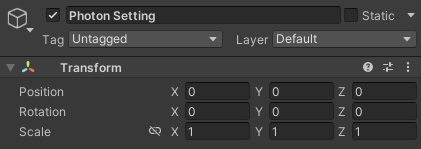 Photon Setting Static
Tag Untagged Layer Default
Transform
Position X 0 Y 0 Z 0
Rotation X 0 Y 0 Z 0
Scale X 1 Y 1 Z 1